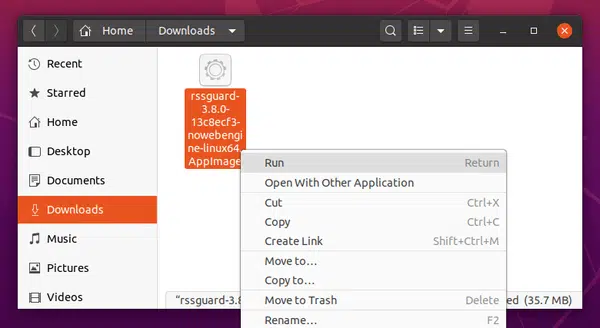 Home Downloads
Recent
Starred
Home
Desktop
Documents
Downloads
Music
Pictures
Videos
rssguard-
3.8.0-
13c8ecf3-
nowebengi
ne-linux64.
AppImage
Run Return
Open With Other Application
Cut Ctrl+X
Copy Ctrl+C
Create Link Shift+Ctrl+M
Move to…
Copy to…
Move to Trash Delete
Rename… F2
“rssguard-3.8 ed (35.7 MB)